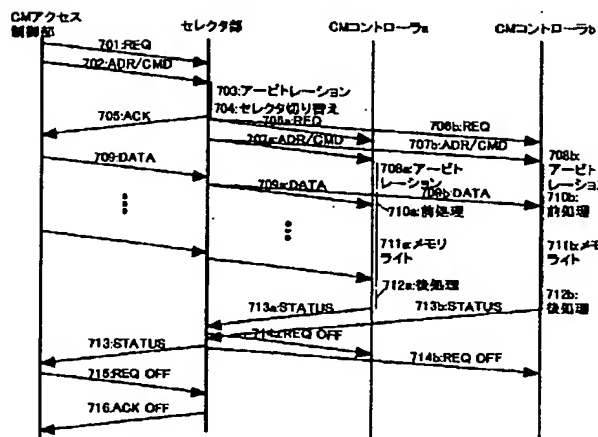 CMアクセス
制御部
セレクタ部
CMコントローラa
CMコントローラb
701:REQ
702:ADR/CMD
703:アービトレーション
704:セレクタ切り替え
705:ACK
706a:REQ
706b:REQ
707a:ADR/CMD
707b:ADR/CMD
708a:アービト
レーション
708b:
アービト
レーション
709:DATA
709a:DATA
709b:DATA
710a:前処理
710b:
前処理
711a:メモリ
ライト
711b:メモ
ライト
712a:後処理
712b:
後処理
713a:STATUS
713b:STATUS
714a:REQ OFF
713:STATUS
714b:REQ OFF
715:REQ OFF
716:ACK OFF